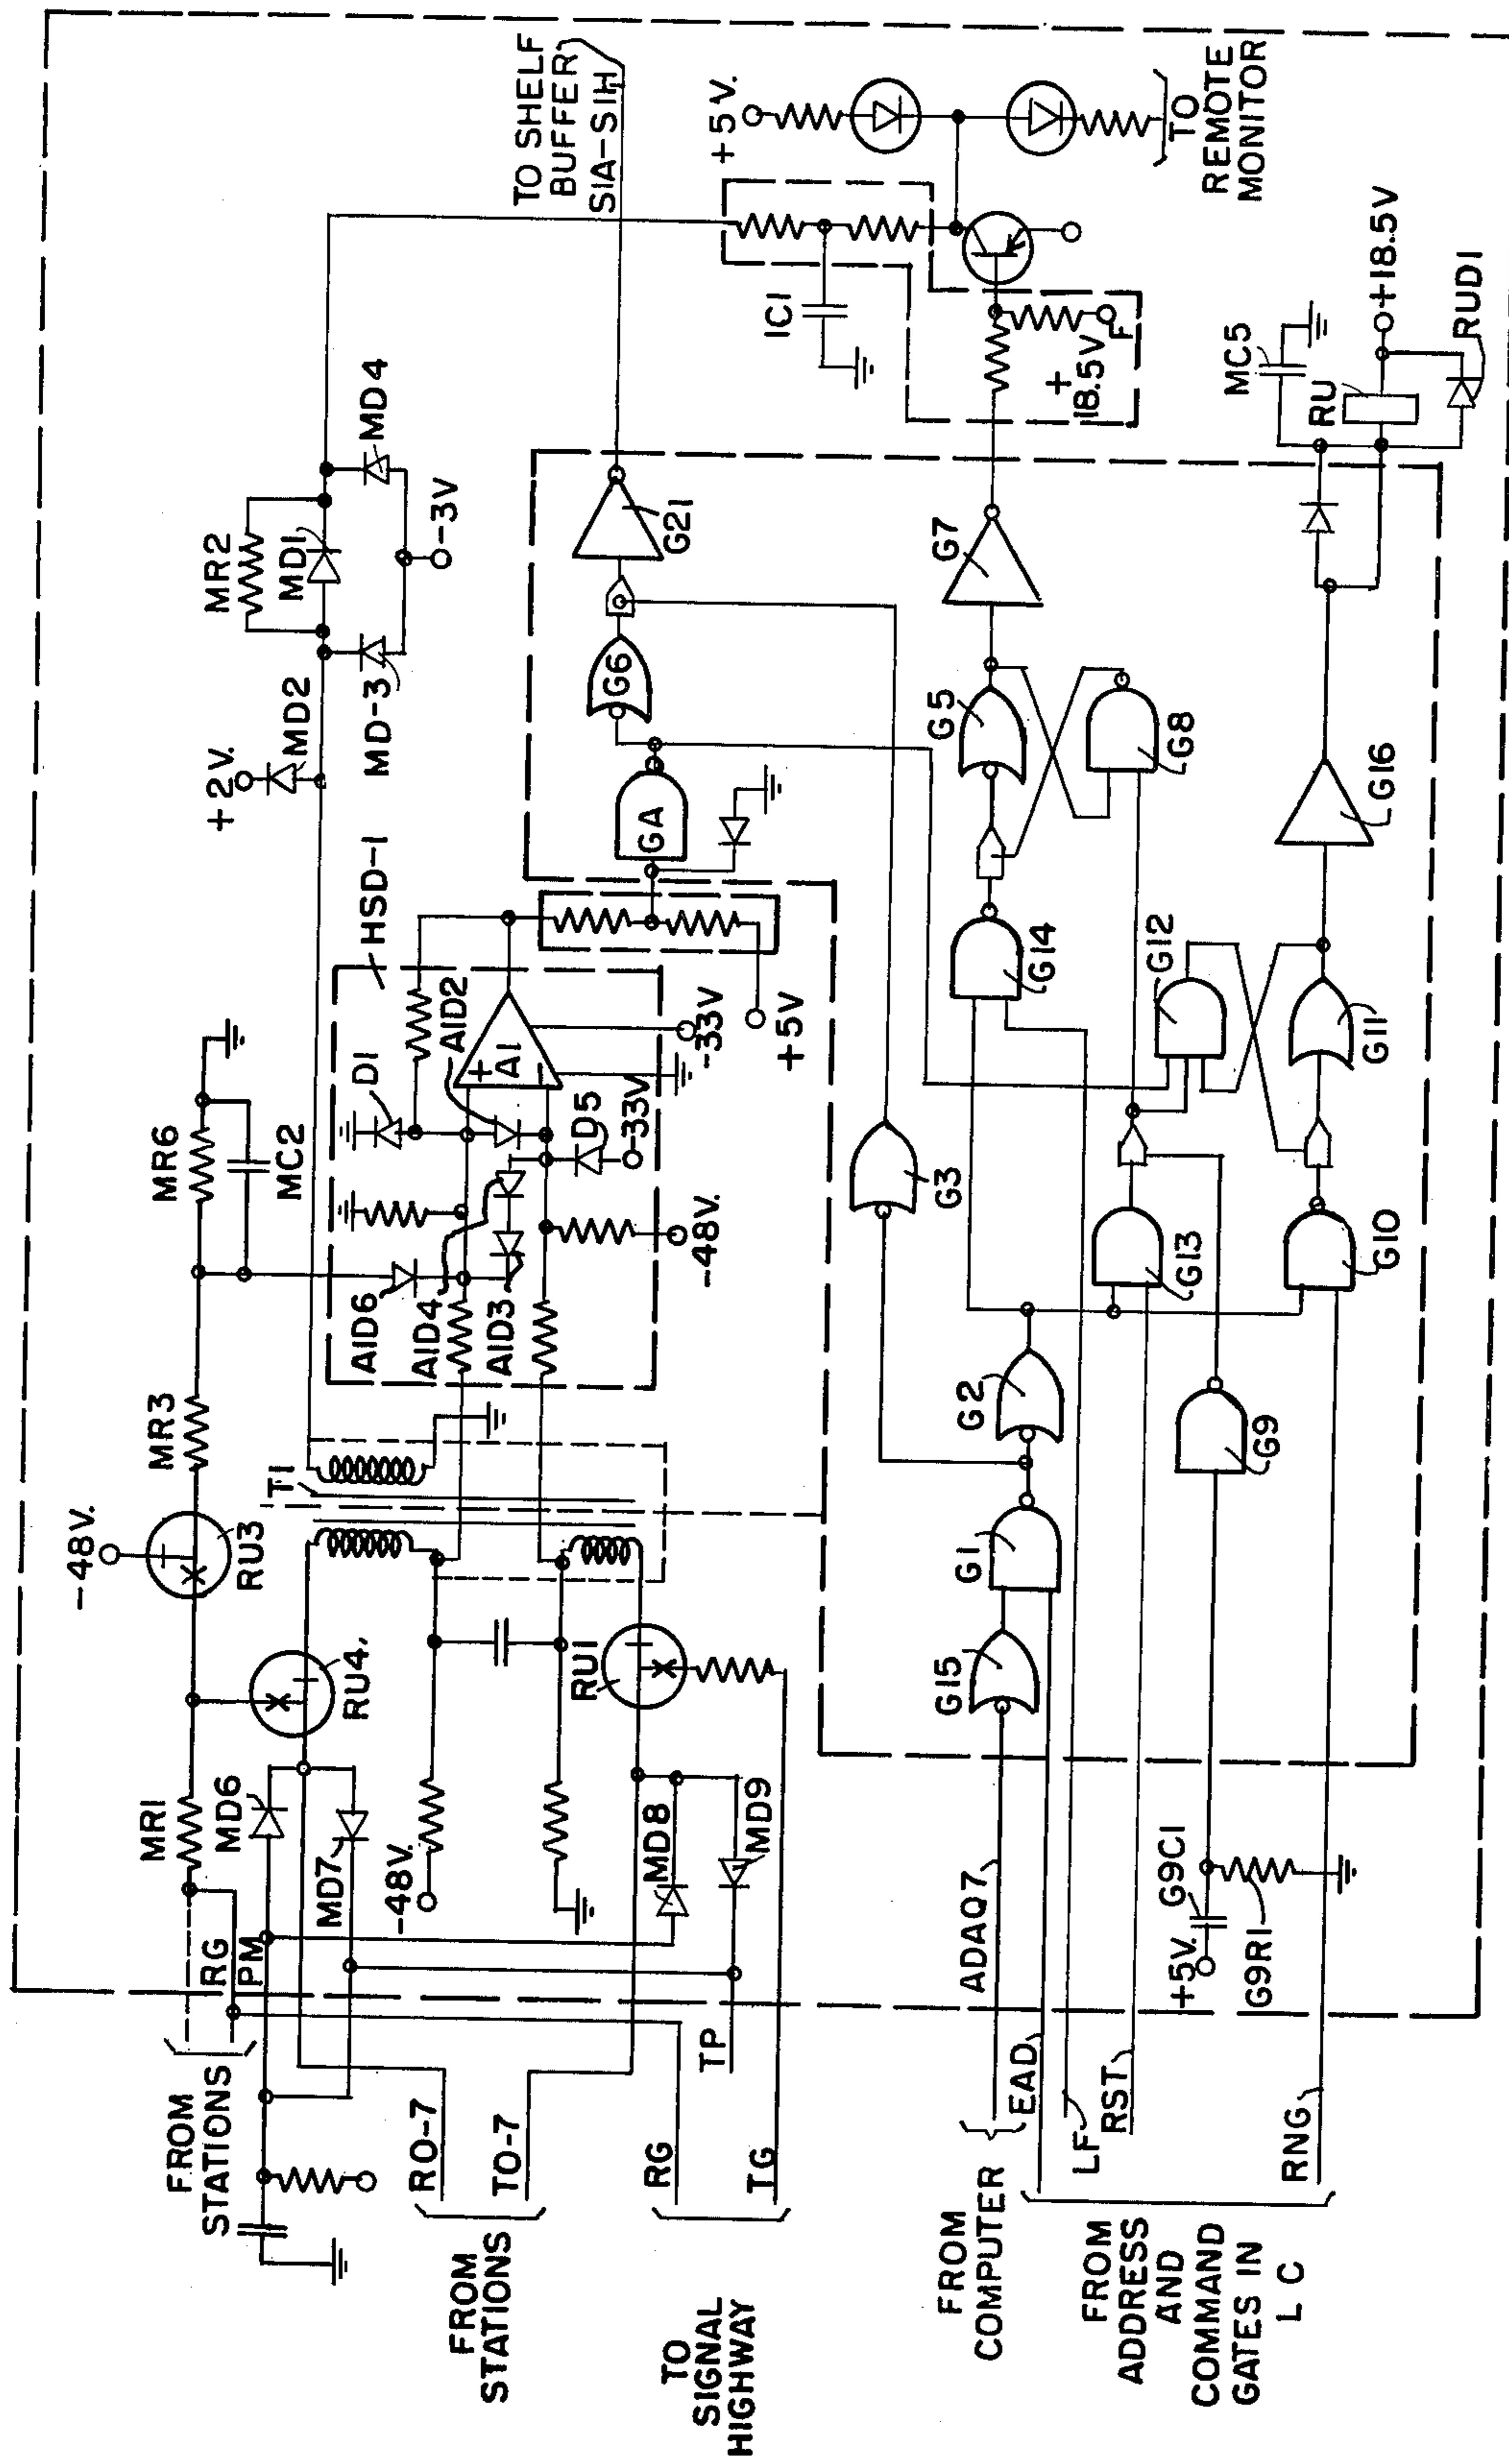 FROM
STATIONS
RG
PM
MR1
MD6
MD7
-48V.
RU3
RU4,
MR3
MR6
MC2
T1
RU1
-48V.
MD8
MD9
RO-7
TO-7
FROM
STATIONS
RG
TP
TG
TO
SIGNAL
HIGHWAY
HSD-1
A1D6
A1D4
A1D3
D1
A1D2
+
A1
-
D5
-33V
-33V
-48V.
+5V
+2V.
MD2
MD-3
MR2
MD1
MD4
-3V
GA
G6
G21
TO SHELF
BUFFER
SIA-SIH
+5V.
IC1
+
18.5V
F
TO
REMOTE
MONITOR
FROM
COMPUTER
ADAQ7
EAD
LF
RST
RNG
FROM
ADDRESS
AND
COMMAND
GATES IN
L C
+5V.
G9C1
G9R1
G15
G1
G2
G3
G9
G13
G10
G14
G12
G11
G5
G8
G7
G16
MC5
RU
+18.5V
RUD1